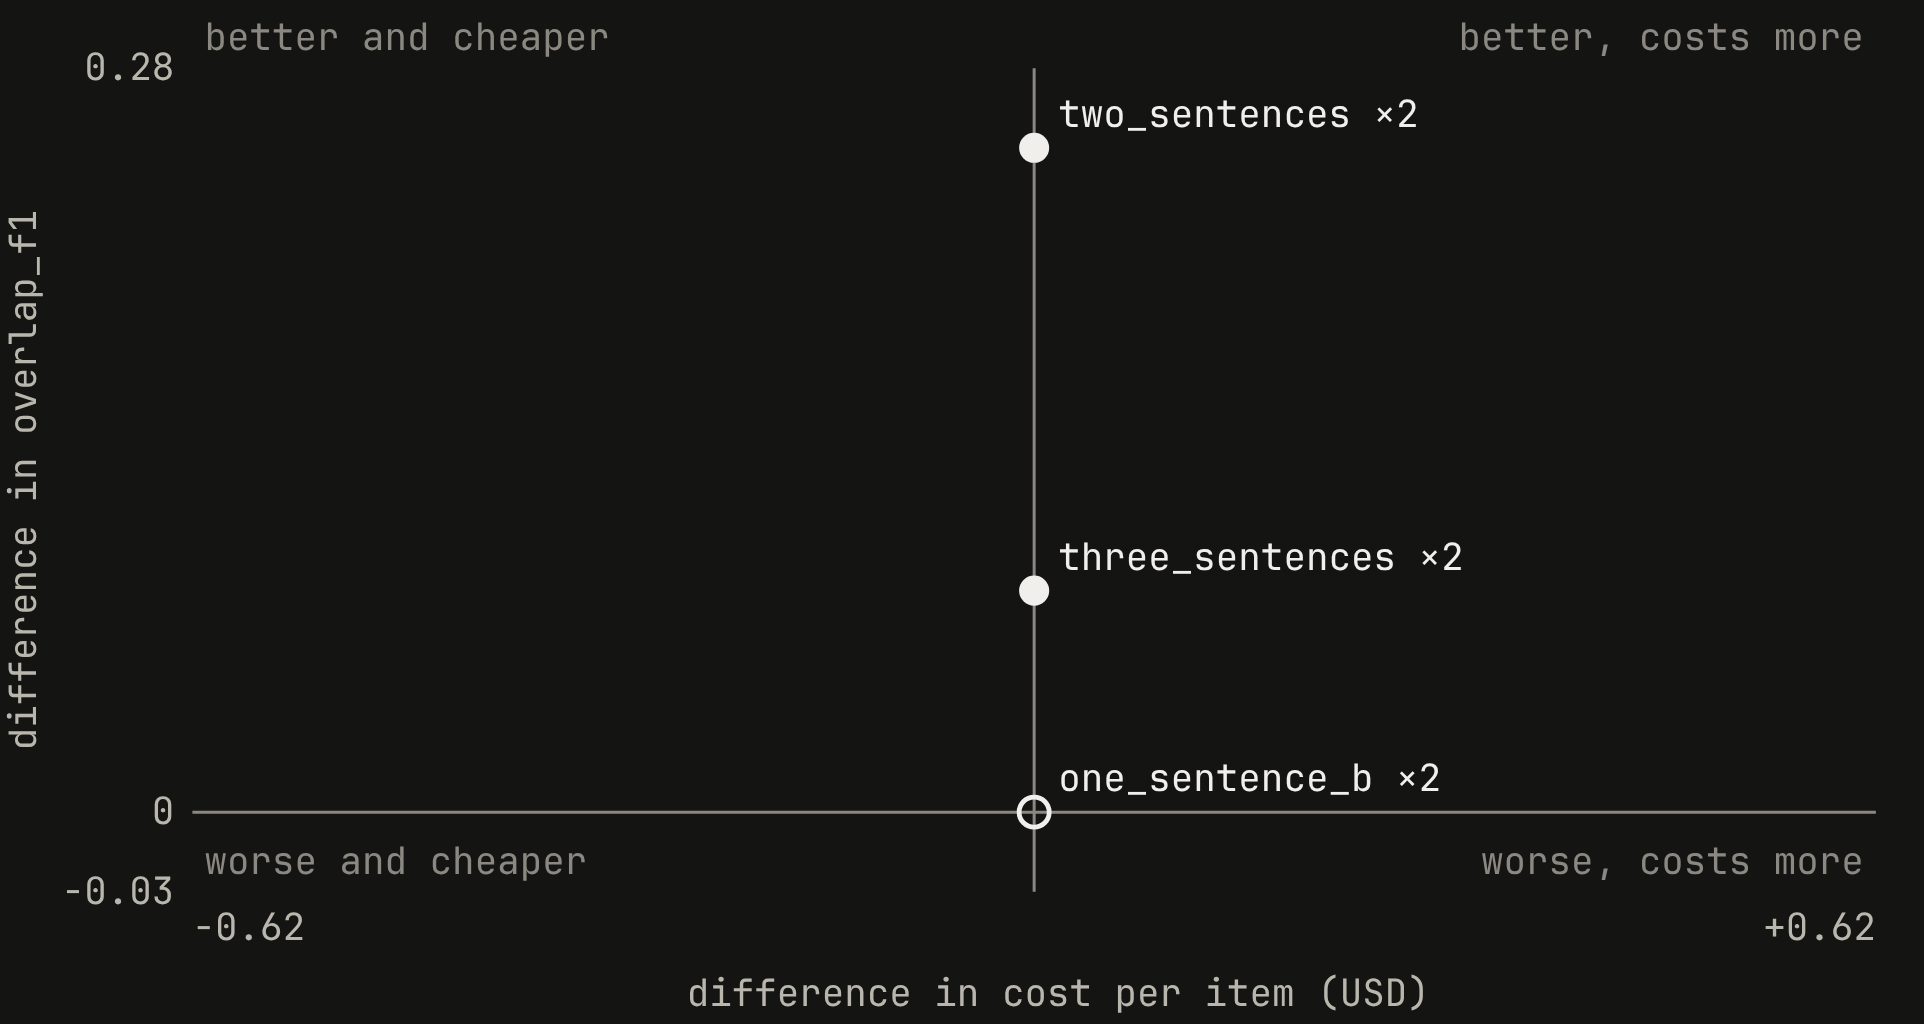 better and cheaper
better, costs more
0.28
two_sentences ×2
difference in overlap_f1
three_sentences ×2
one_sentence_b ×2
0
worse and cheaper
worse, costs more
-0.03
-0.62
+0.62
difference in cost per item (USD)